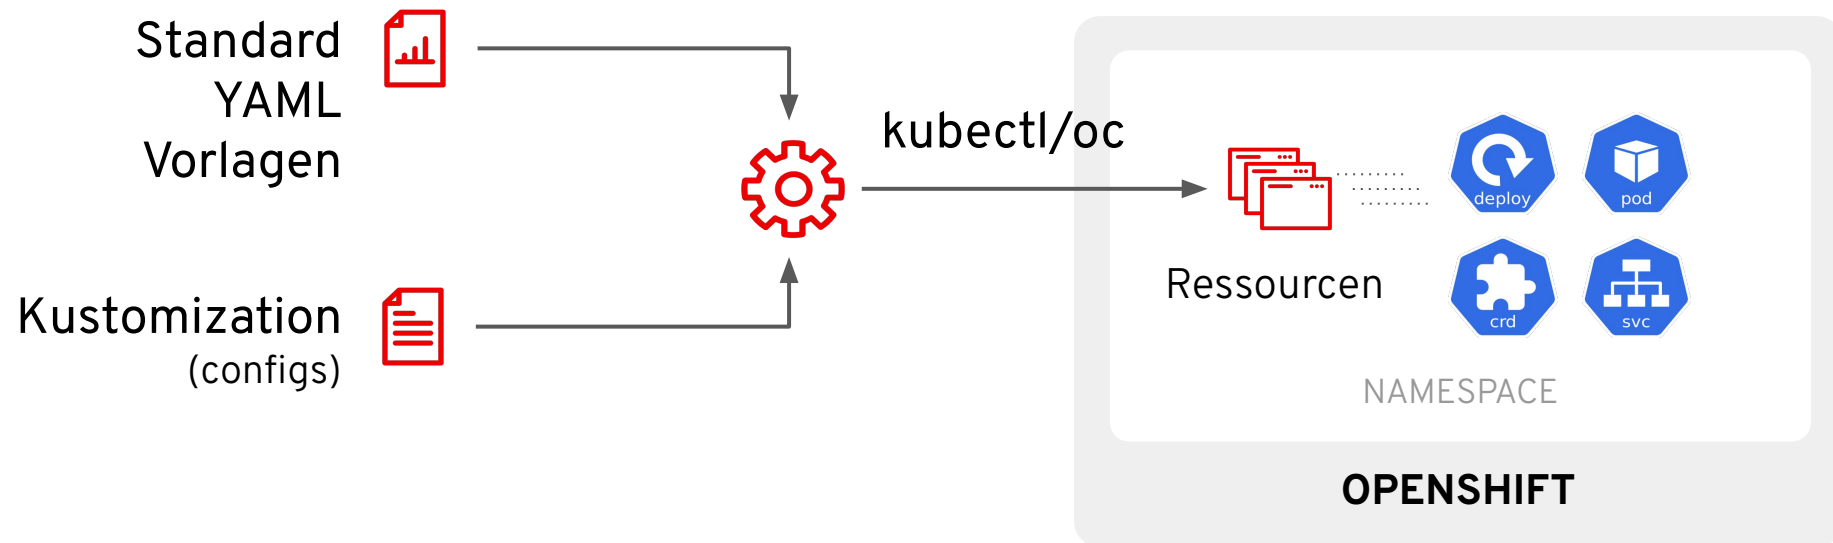 Standard
YAML
Vorlagen
Kustomization
(configs)
kubectl/oc
Ressourcen
deploy
pod
crd
svc
NAMESPACE
OPENSHIFT